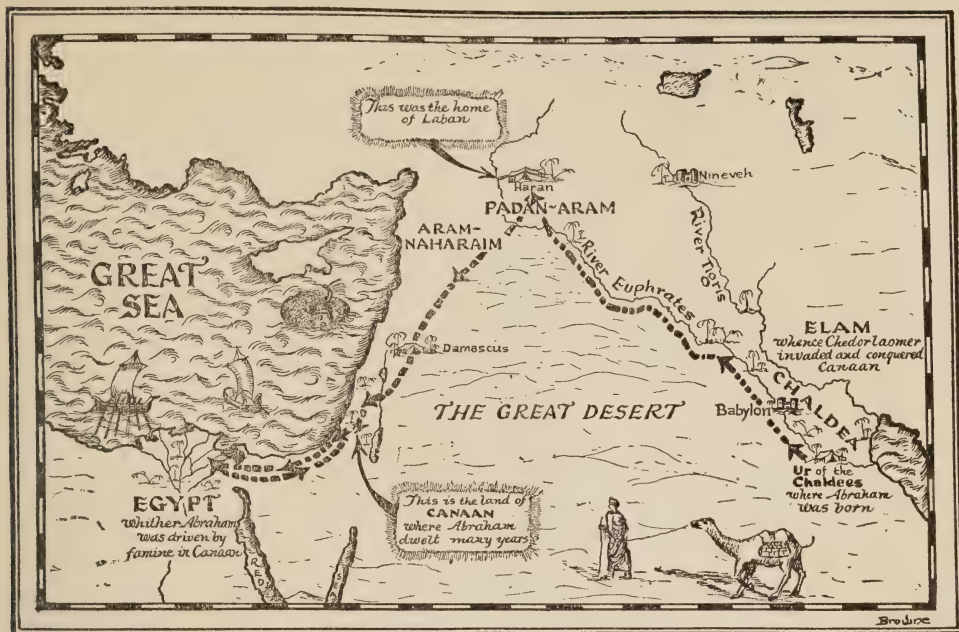 This was the home
of Laban
Haran
Nineveh
PADAN-ARAM
ARAM-
NAHARAIM
River Tigris
River Euphrates
GREAT
SEA
ELAM
whence Chedorlaomer
invaded and conquered
Canaan
Damascus
CHALDEA
THE GREAT DESERT
Babylon
Ur of the
Chaldees
where Abraham
was born
EGYPT
whither Abraham
was driven by
famine in Canaan
This is the land of
CANAAN
where Abraham
dwelt many years
RED
SEA